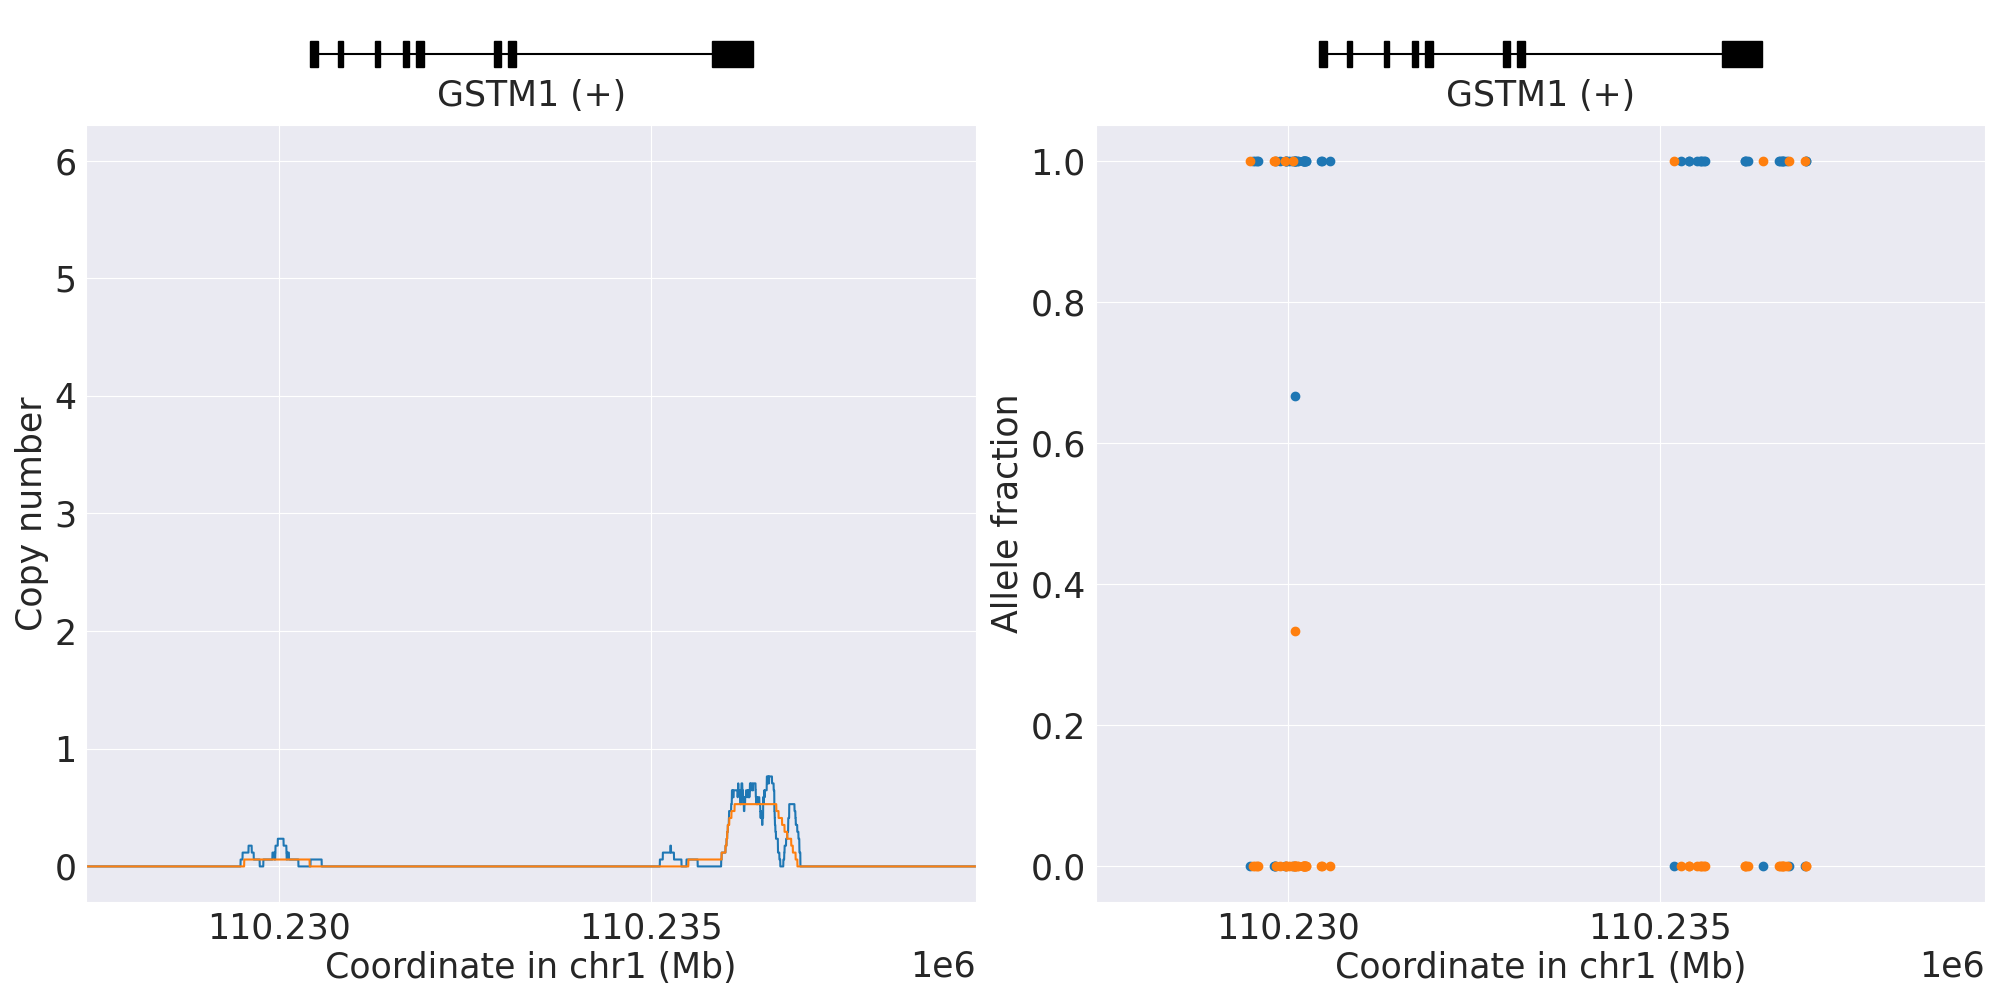 GSTM1 (+)
Copy number
6
5
4
3
2
1
0
110.230
110.235
Coordinate in chr1 (Mb)
1e6
GSTM1 (+)
Allele fraction
1.0
0.8
0.6
0.4
0.2
0.0
110.230
110.235
Coordinate in chr1 (Mb)
1e6